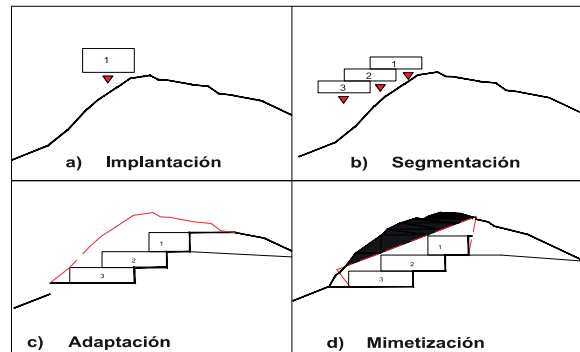 1
a) Implantación
1
2
3
b) Segmentación
1
2
3
c) Adaptación
1
2
3
d) Mimetización